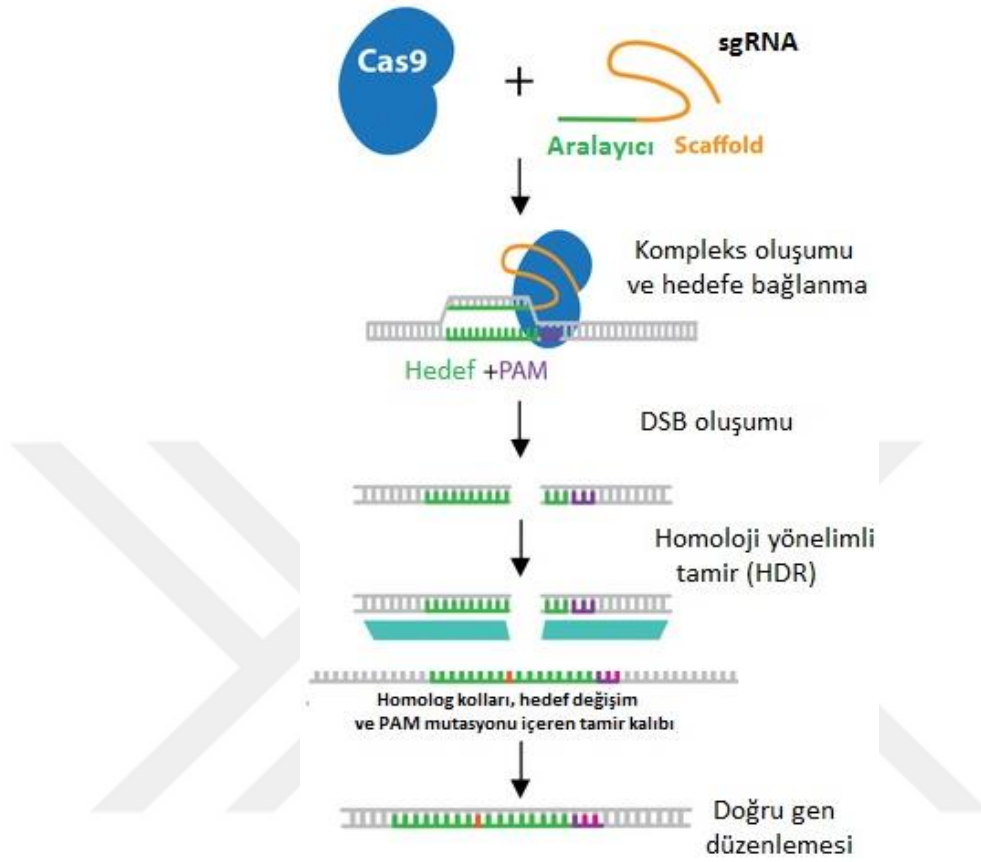 Cas9
+
sgRNA
Aralayıcı Scaffold
Kompleks oluşumu
ve hedefe bağlanma
Hedef +PAM
DSB oluşumu
Homoloji yönelimli
tamir (HDR)
Homolog kolları, hedef değişim
ve PAM mutasyonu içeren tamir kalıbı
Doğru gen
düzenlemesi